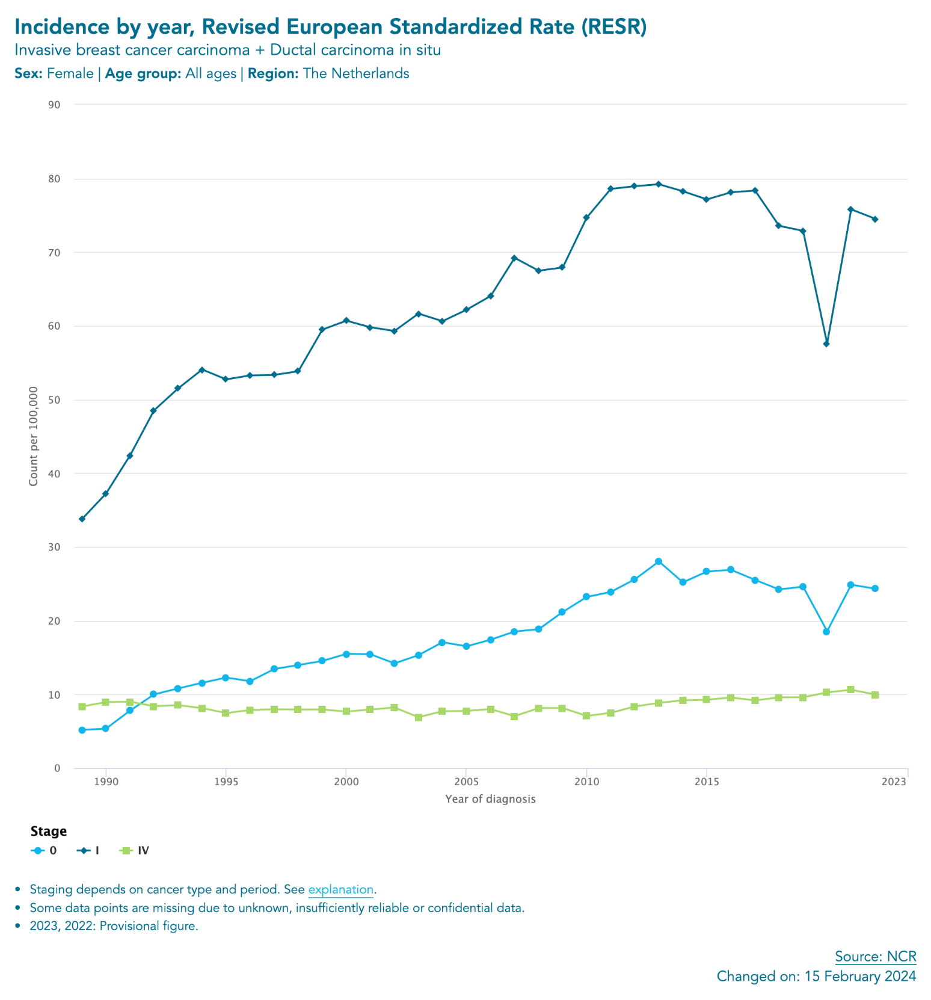 Incidence by year, Revised European Standardized Rate (RESR)
Invasive breast cancer carcinoma + Ductal carcinoma in situ
Sex: Female | Age group: All ages | Region: The Netherlands
90
80
70
60
50
40
30
20
10
0
Count per 100,000
1990 1995 2000 2005 2010 2015 2023
Year of diagnosis
Stage
0 I IV
• Staging depends on cancer type and period. See explanation.
• Some data points are missing due to unknown, insufficiently reliable or confidential data.
• 2023, 2022: Provisional figure.
Source: NCR
Changed on: 15 February 2024